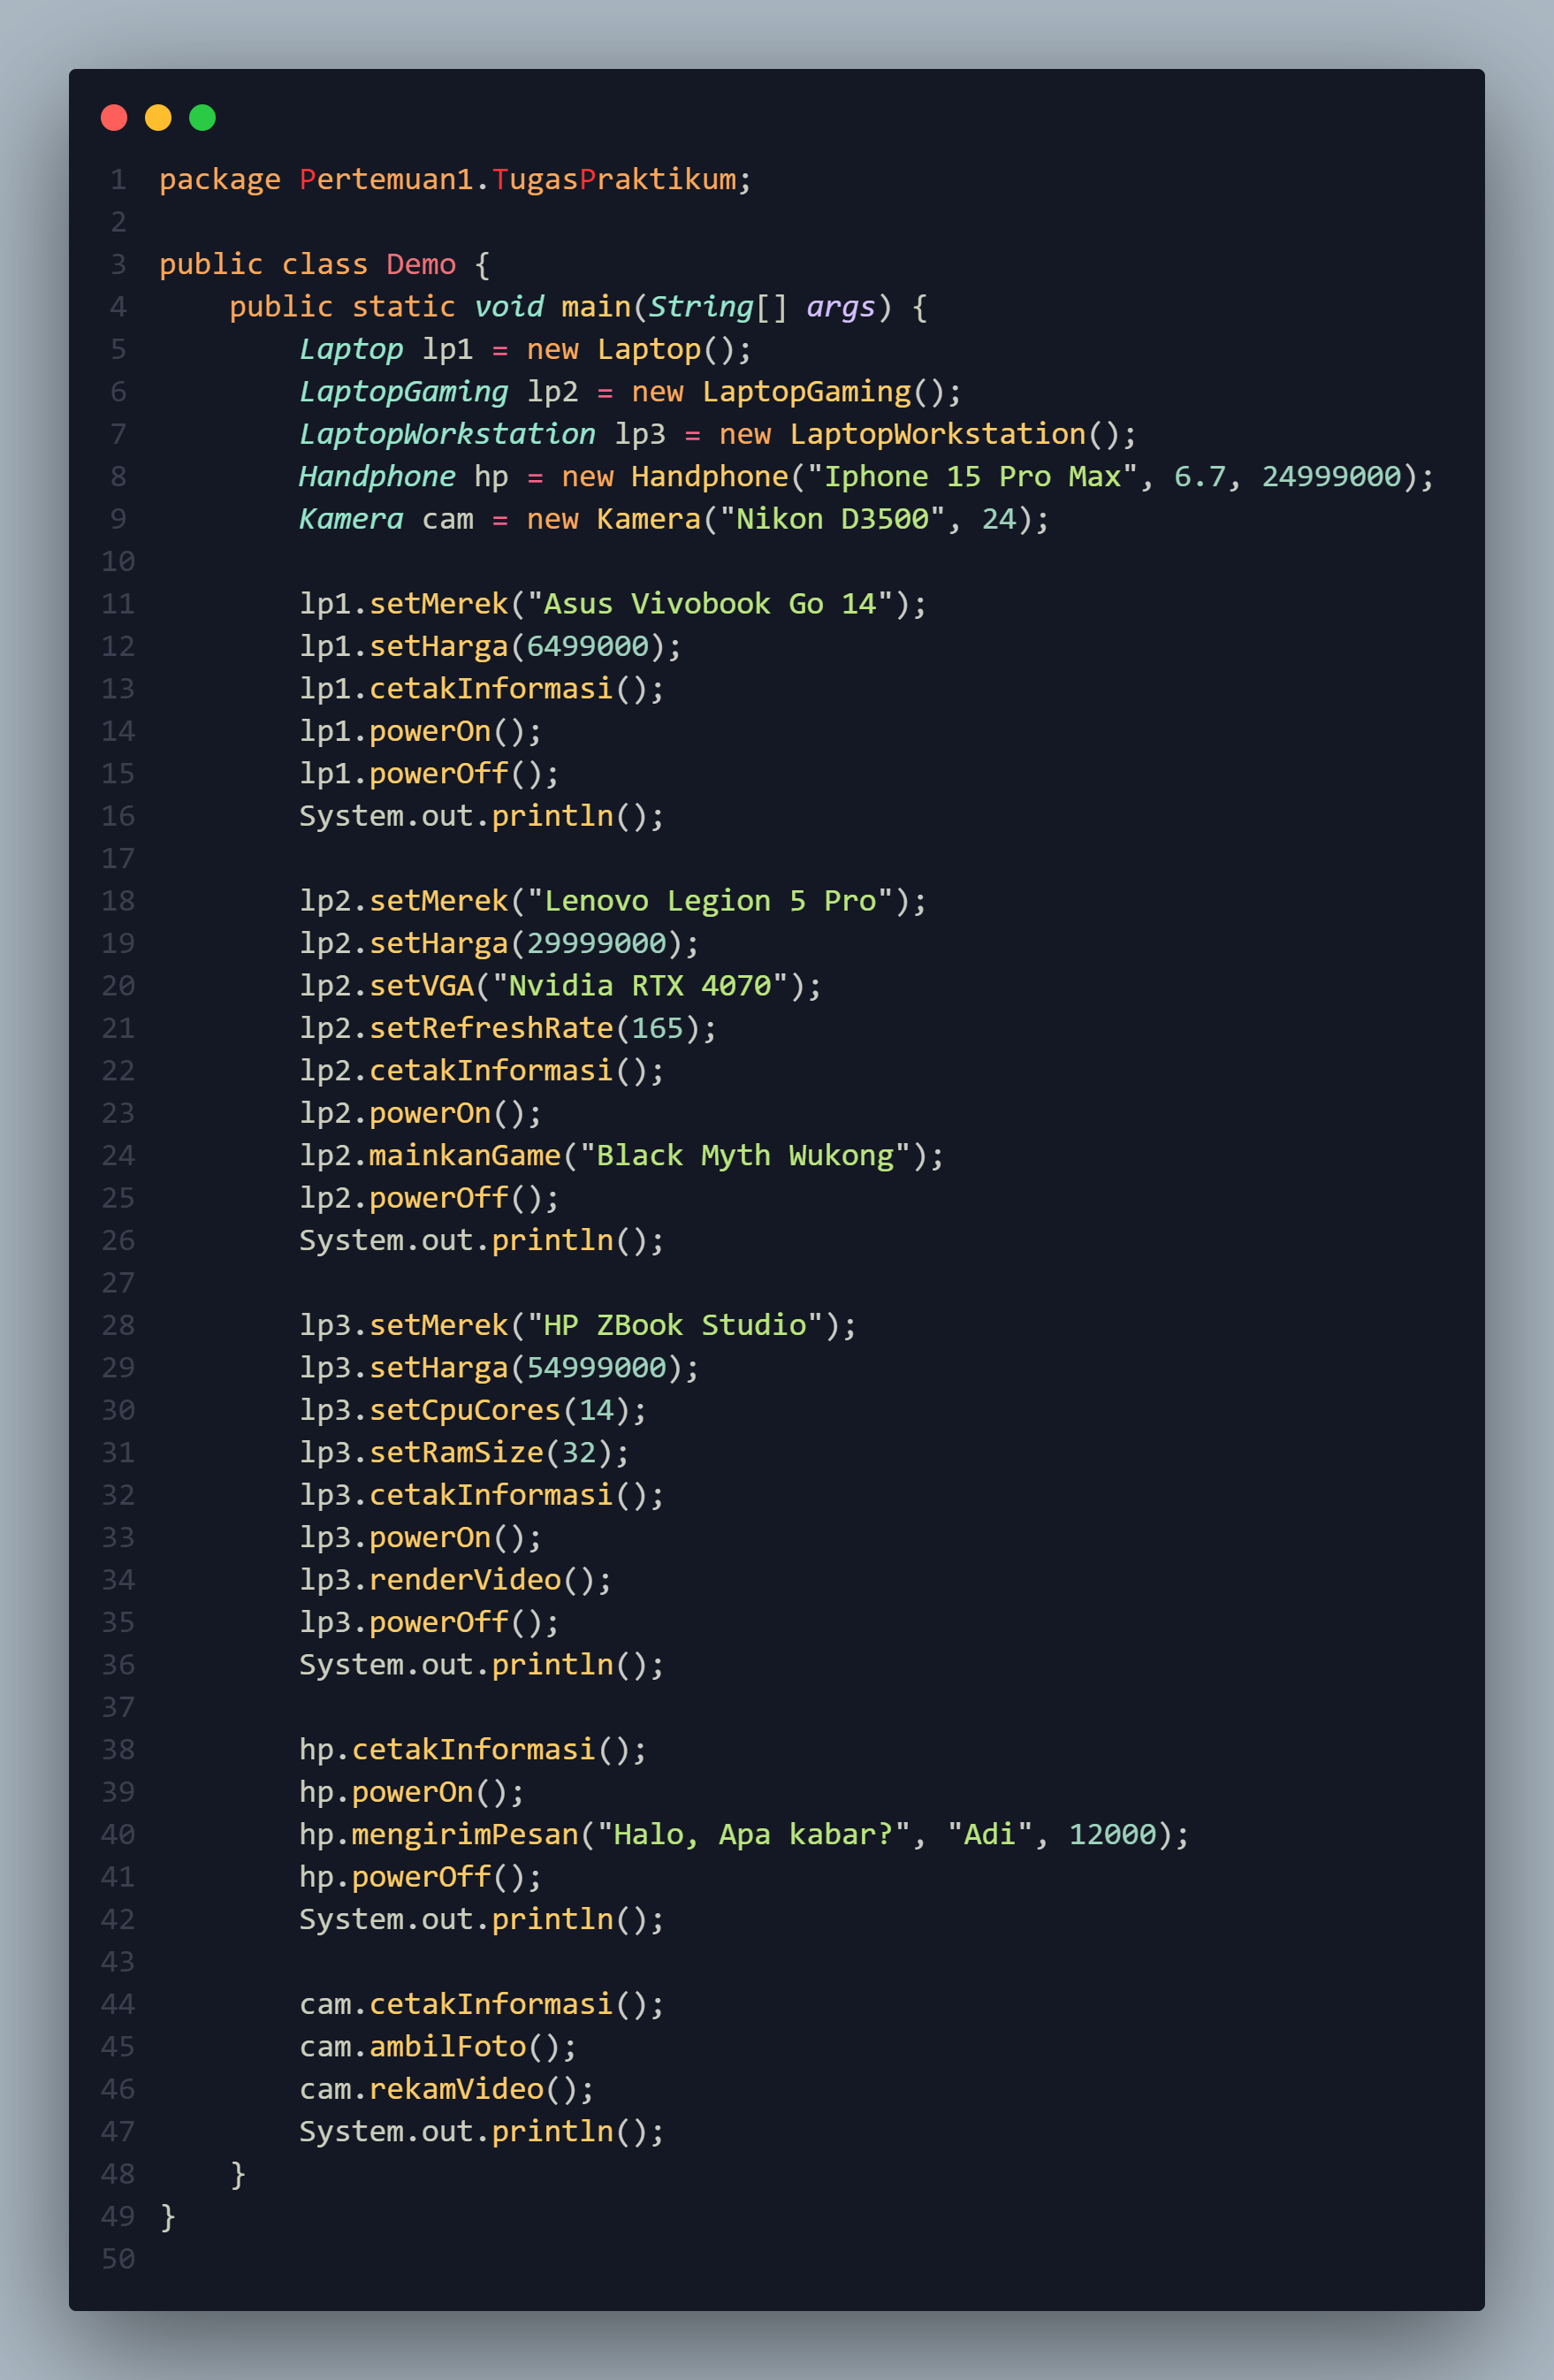 1 package Pertemuan1.TugasPraktikum;
2
3 public class Demo {
4     public static void main(String[] args) {
5         Laptop lp1 = new Laptop();
6         LaptopGaming lp2 = new LaptopGaming();
7         LaptopWorkstation lp3 = new LaptopWorkstation();
8         Handphone hp = new Handphone("Iphone 15 Pro Max", 6.7, 24999000);
9         Kamera cam = new Kamera("Nikon D3500", 24);
10
11         lp1.setMerek("Asus Vivobook Go 14");
12         lp1.setHarga(6499000);
13         lp1.cetakInformasi();
14         lp1.powerOn();
15         lp1.powerOff();
16         System.out.println();
17
18         lp2.setMerek("Lenovo Legion 5 Pro");
19         lp2.setHarga(29999000);
20         lp2.setVGA("Nvidia RTX 4070");
21         lp2.setRefreshRate(165);
22         lp2.cetakInformasi();
23         lp2.powerOn();
24         lp2.mainkanGame("Black Myth Wukong");
25         lp2.powerOff();
26         System.out.println();
27
28         lp3.setMerek("HP ZBook Studio");
29         lp3.setHarga(54999000);
30         lp3.setCpuCores(14);
31         lp3.setRamSize(32);
32         lp3.cetakInformasi();
33         lp3.powerOn();
34         lp3.renderVideo();
35         lp3.powerOff();
36         System.out.println();
37
38         hp.cetakInformasi();
39         hp.powerOn();
40         hp.mengirimPesan("Halo, Apa kabar?", "Adi", 12000);
41         hp.powerOff();
42         System.out.println();
43
44         cam.cetakInformasi();
45         cam.ambilFoto();
46         cam.rekamVideo();
47         System.out.println();
48     }
49 }
50